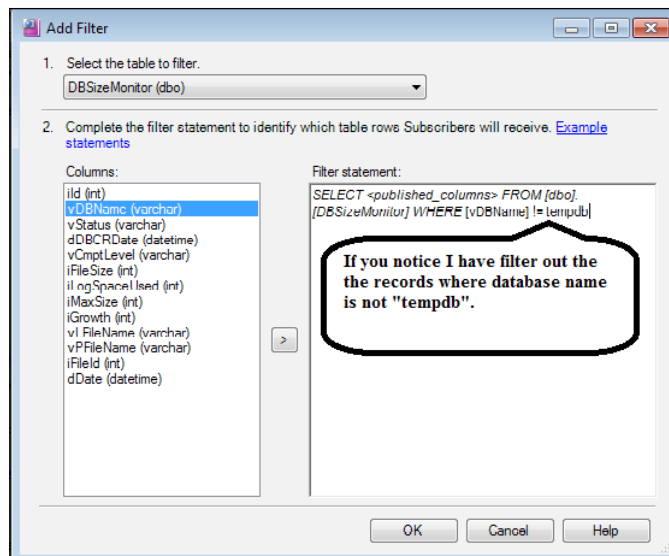 Add Filter
1. Select the table to filter.
DBSizeMonitor (dbo)
2. Complete the filter statement to identify which table rows Subscribers will receive. Example
statements
Columns:
iId (int)
vDBName (varchar)
vStatus (varchar)
dDBCRDate (datetime)
vCmptLevel (varchar)
iFileSize (int)
iLogSpaceUsed (int)
iMaxSize (int)
iGrowth (int)
vLFileName (varchar)
vPFileName (varchar)
iFileId (int)
dDate (datetime)
>
Filter statement:
SELECT <published_columns> FROM [dbo].
[DBSizeMonitor] WHERE [vDBName] != tempdb
If you notice I have filter out the
the records where database name
is not "tempdb".
OK
Cancel
Help